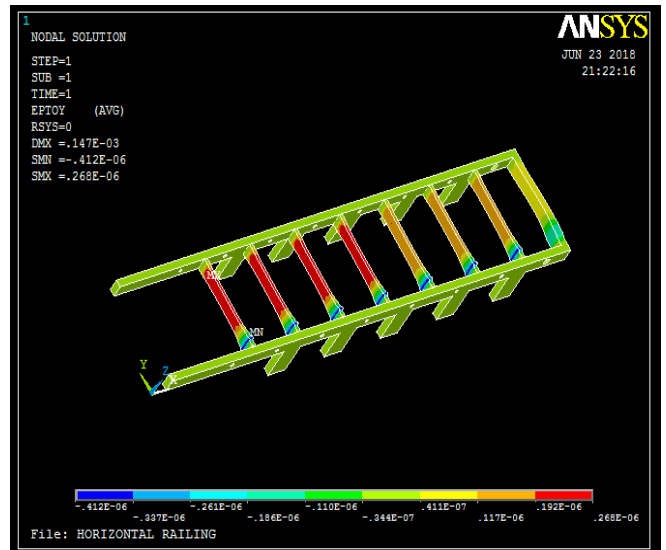 1
NODAL SOLUTION
ANSYS
JUN 23 2018
21:22:16
STEP=1
SUB =1
TIME=1
EPTOY (AVG)
RSYS=0
DMX =.147E-03
SMN =-.412E-06
SMX =.268E-06
MX
MN
Y
Z
X
-.412E-06 -.261E-06 -.110E-06 .411E-07 .192E-06
-.337E-06 -.186E-06 -.344E-07 .117E-06 .268E-06
File: HORIZONTAL RAILING